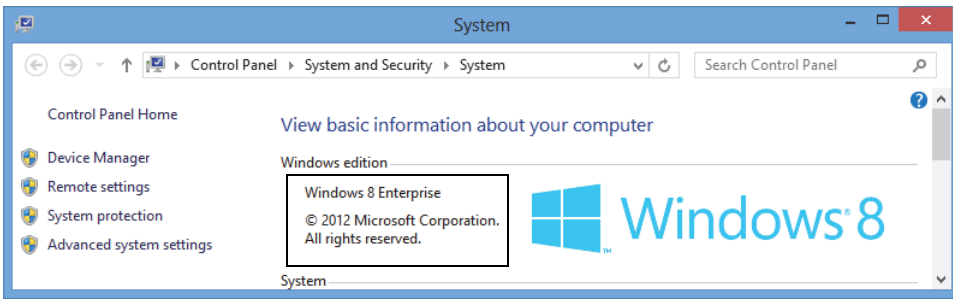 System
Control Panel System and Security System
Search Control Panel
Control Panel Home
Device Manager
Remote settings
System protection
Advanced system settings
View basic information about your computer
Windows edition
Windows 8 Enterprise
© 2012 Microsoft Corporation.
All rights reserved.
Windows® 8
TM
System